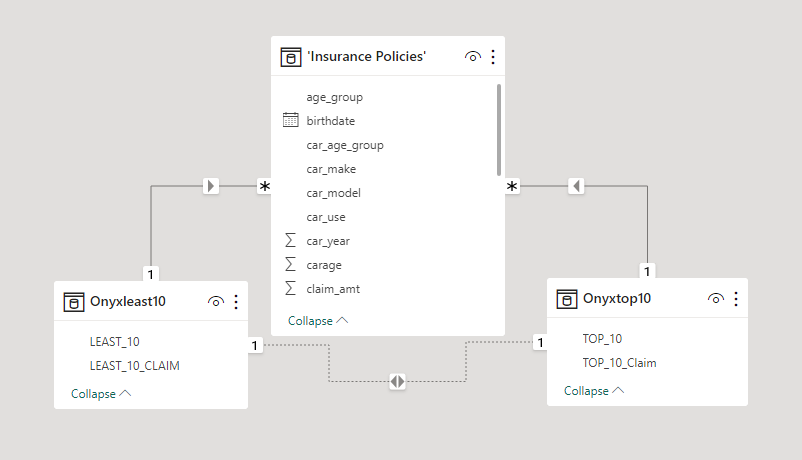 'Insurance Policies'
age_group
birthdate
car_age_group
car_make
car_model
car_use
car_year
carage
claim_amt
Collapse
1
*
*
1
Onyxleast10
LEAST_10
LEAST_10_CLAIM
Collapse
1
1
Onyxtop10
TOP_10
TOP_10_Claim
Collapse